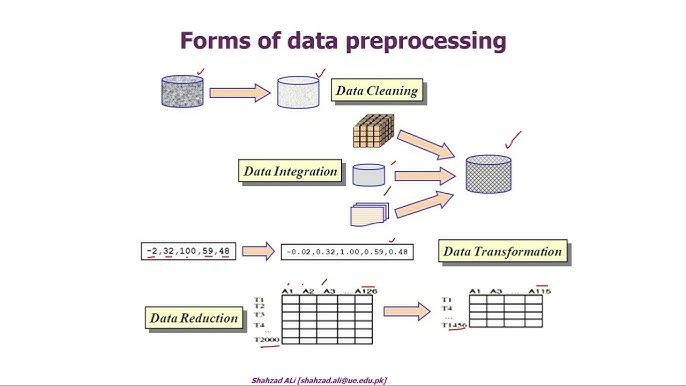 Forms of data preprocessing
Data Cleaning
Data Integration
-2,32,100,59,48
-0.02,0.32,1.00,0.59,0.48
Data Transformation
Data Reduction
A1 A2 A3 ... A126
T1
T2
T3
T4
...
T2000
A1 A3 ... A115
T1
T4
...
T1456
Shahzad ALi [shahzad.ali@ue.edu.pk]